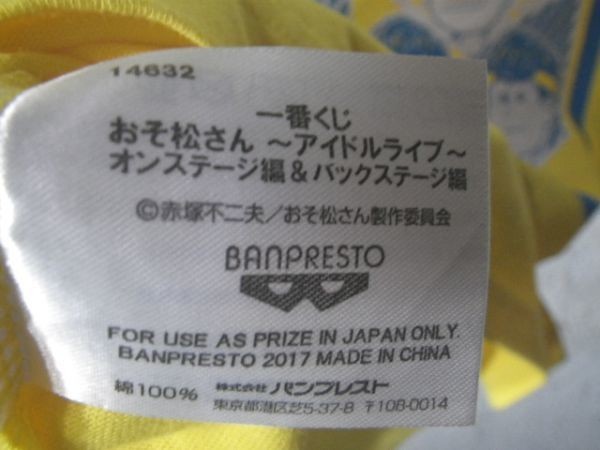 14632
一番くじ
おそ松さん ～アイドルライブ～
オンステージ編&バックステージ編
©赤塚不二夫/おそ松さん製作委員会
BANPRESTO
FOR USE AS PRIZE IN JAPAN ONLY.
BANPRESTO 2017 MADE IN CHINA
綿100% 株式会社バンプレスト
東京都港区芝5-37-8 〒108-0014